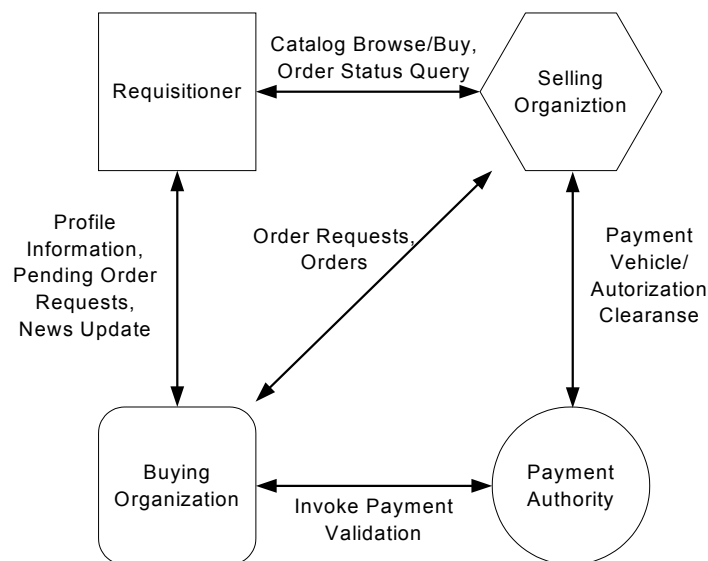 Catalog Browse/Buy,
Order Status Query
Requisitioner
Selling
Organiztion
Profile
Information,
Pending Order
Requests,
News Update
Order Requests,
Orders
Payment
Vehicle/
Autorization
Clearanse
Buying
Organization
Invoke Payment
Validation
Payment
Authority